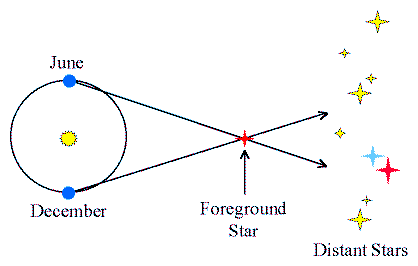 June
December
Foreground
Star
Distant Stars